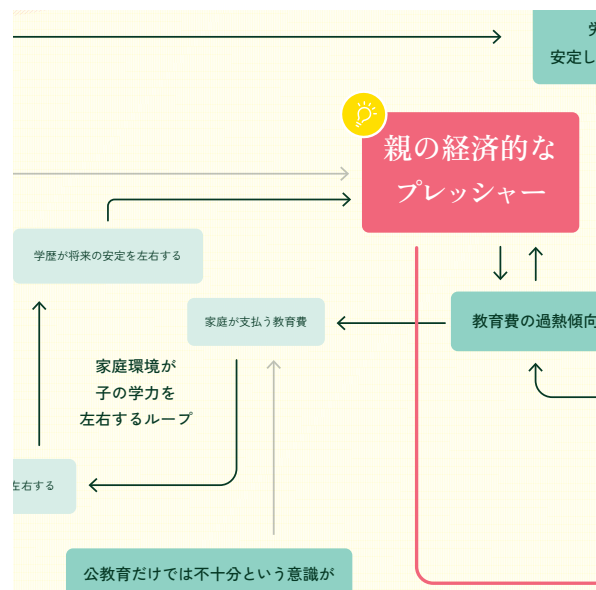 安定し
親の経済的な
プレッシャー
学歴が将来の安定を左右する
家庭が支払う教育費
教育費の過熱傾向
家庭環境が
子の学力を
左右するループ
左右する
公教育だけでは不十分という意識が